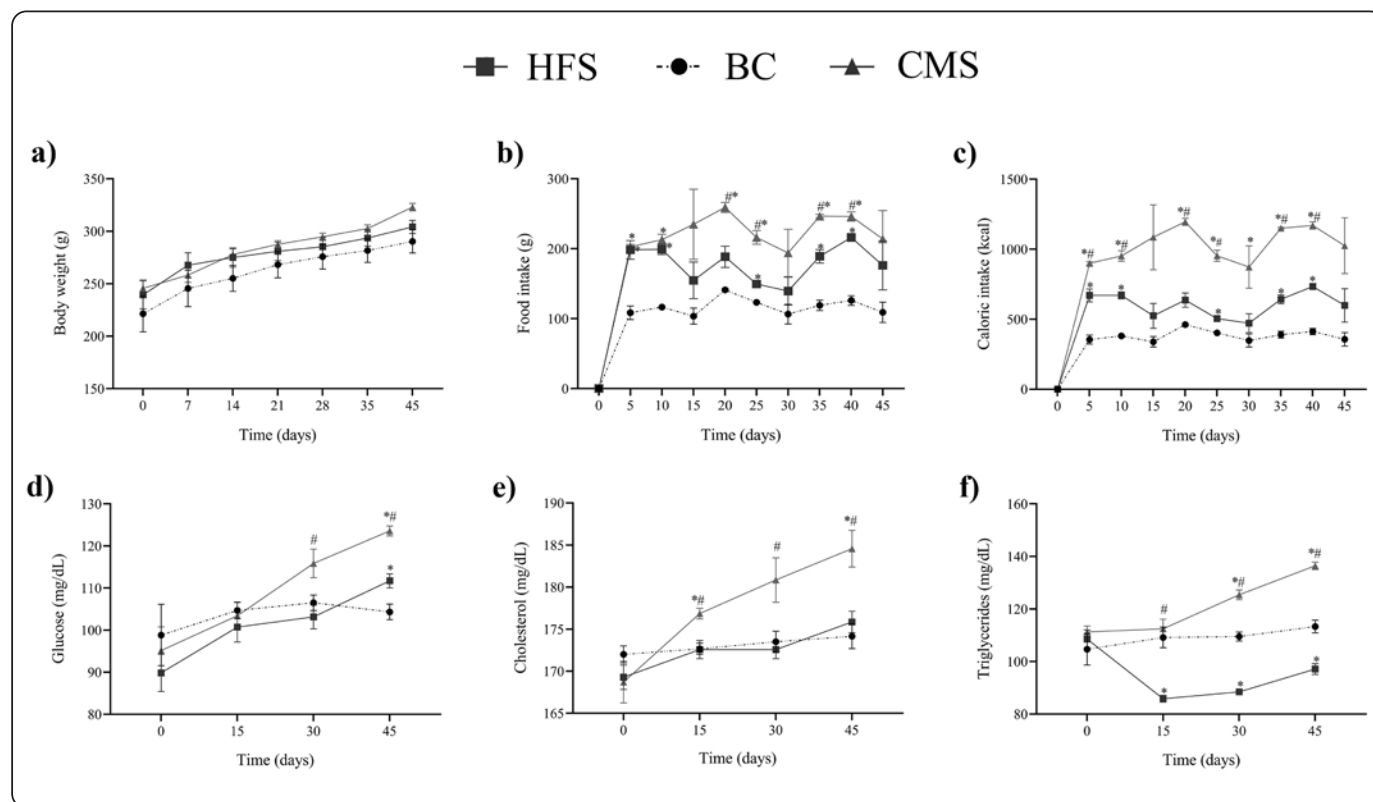 HFS BC CMS
a)
350
300
250
200
150
Body weight (g)
0 7 14 21 28 35 45
Time (days)
b)
300
200
100
0
Food intake (g)
* * * #* * #* #* * #* *
0 5 10 15 20 25 30 35 40 45
Time (days)
c)
1500
1000
500
0
Caloric intake (kcal)
*# *# *# *# * *# *#
* * * * *
0 5 10 15 20 25 30 35 40 45
Time (days)
d)
130
120
110
100
90
80
Glucose (mg/dL)
# *#
*
0 15 30 45
Time (days)
e)
190
185
180
175
170
165
Cholesterol (mg/dL)
*# # *#
0 15 30 45
Time (days)
f)
160
140
120
100
80
Triglycerides (mg/dL)
# *# *#
* * *
0 15 30 45
Time (days)